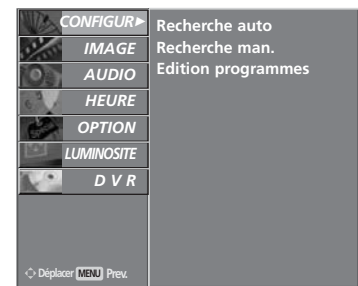 CONFIGUR►
IMAGE
AUDIO
HEURE
OPTION
LUMINOSITE
D V R
Déplacer MENU Prev.
Recherche auto
Recherche man.
Edition programmes